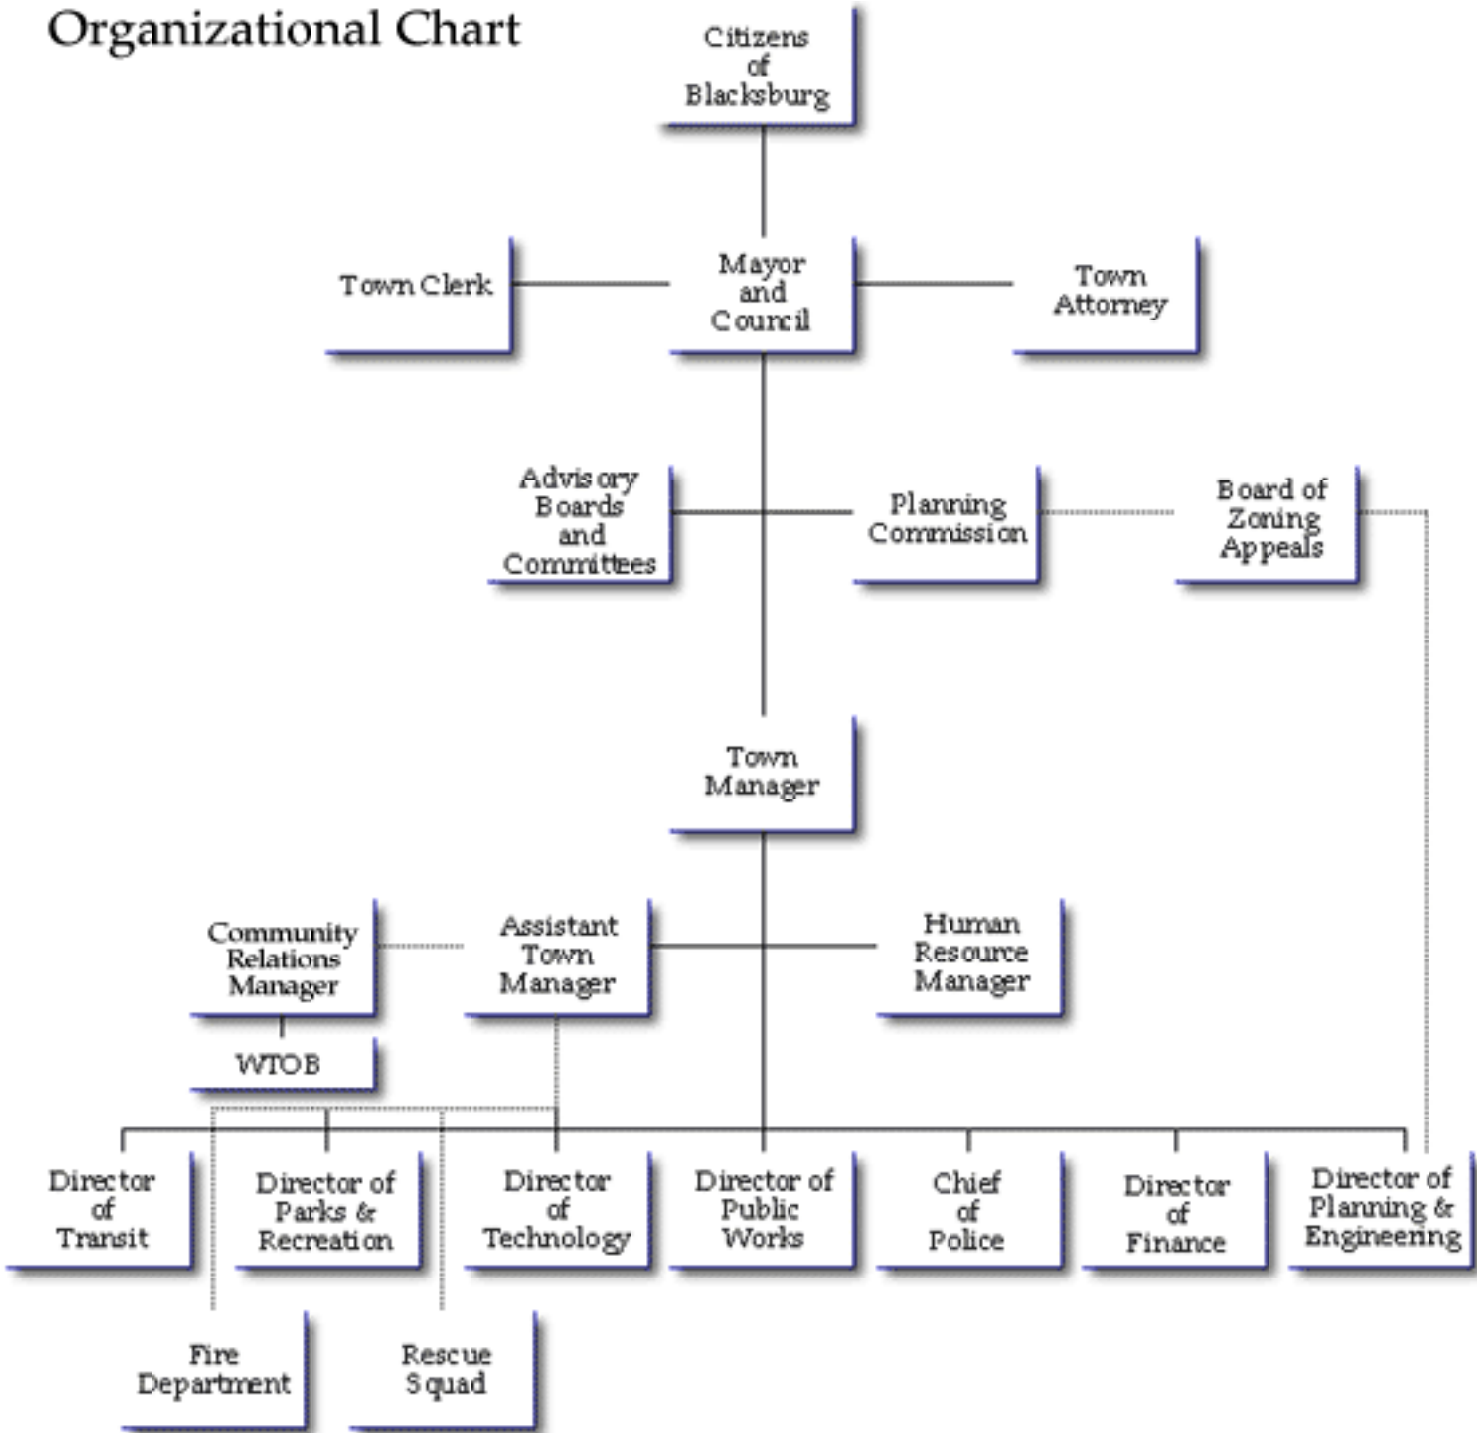 Organizational Chart
Citizens
of
Blacksburg
Town Clerk
Mayor
and
Council
Town
Attorney
Advisory
Boards
and
Committees
Planning
Commission
Board of
Zoning
Appeals
Town
Manager
Community
Relations
Manager
Assistant
Town
Manager
Human
Resource
Manager
WTOB
Director
of
Transit
Director of
Parks &
Recreation
Director
of
Technology
Director of
Public
Works
Chief
of
Police
Director
of
Finance
Director of
Planning &
Engineering
Fire
Department
Rescue
Squad